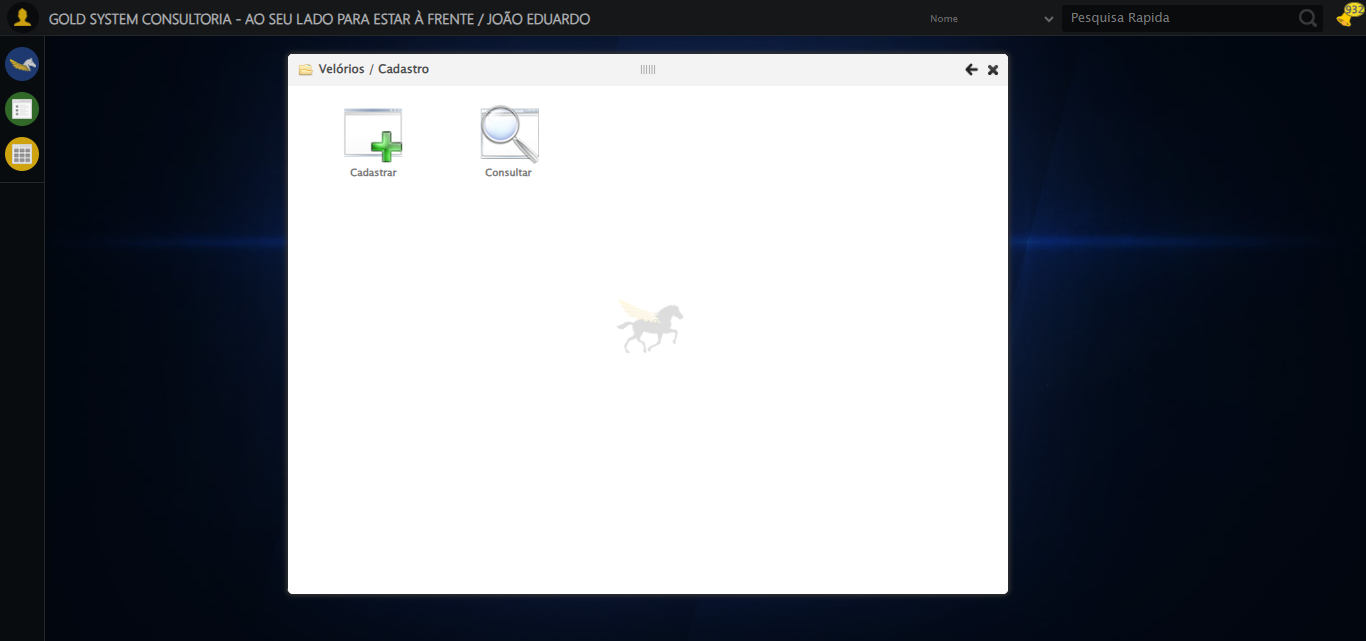 GOLD SYSTEM CONSULTORIA - AO SEU LADO PARA ESTAR À FRENTE / JOÃO EDUARDO
Nome
Pesquisa Rapida
932
Velórios / Cadastro
Cadastrar
Consultar